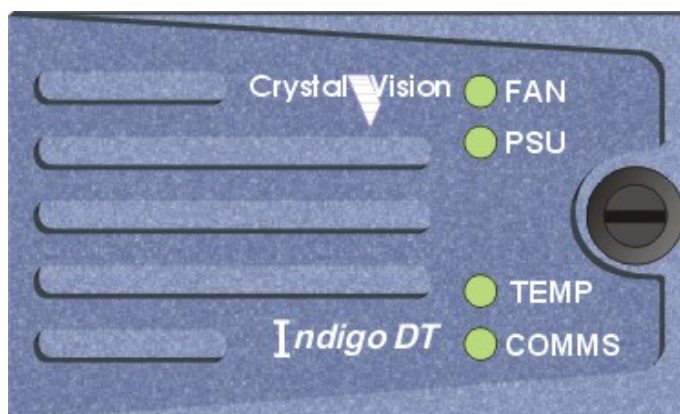 Crystal Vision
FAN
PSU
TEMP
Indigo DT
COMMS